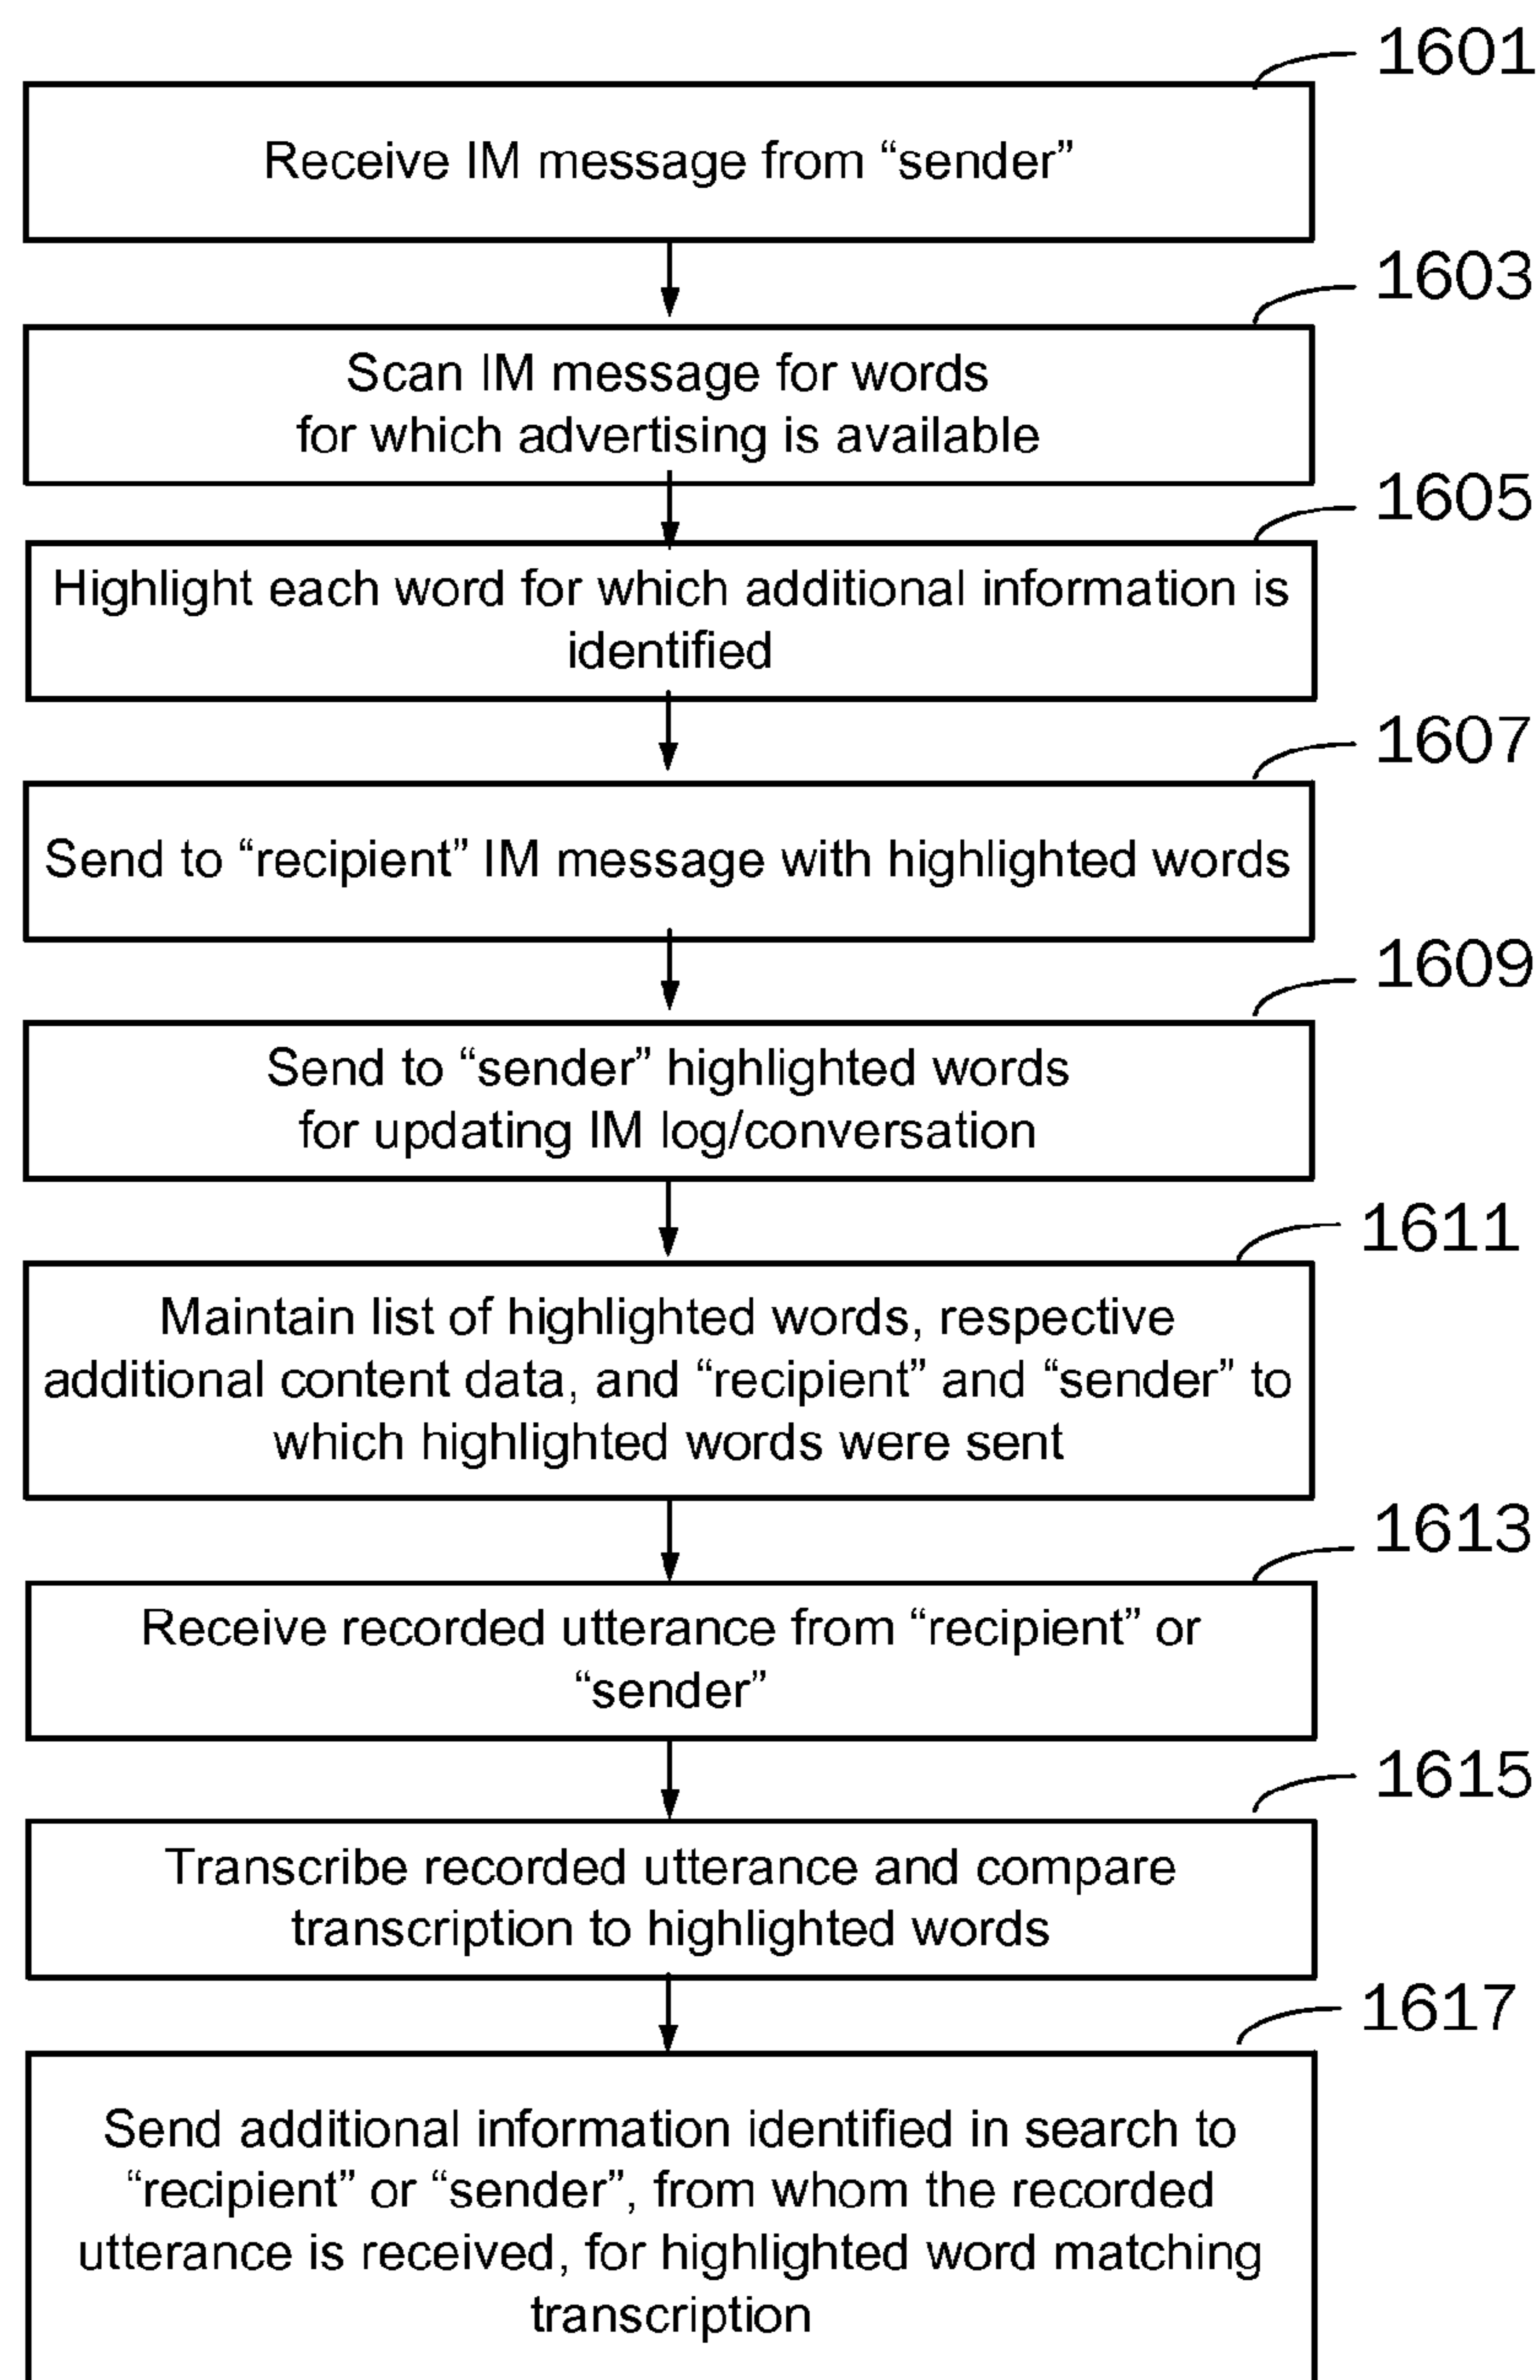 1601
Receive IM message from “sender”
1603
Scan IM message for words
for which advertising is available
1605
Highlight each word for which additional information is
identified
1607
Send to “recipient” IM message with highlighted words
1609
Send to “sender” highlighted words
for updating IM log/conversation
1611
Maintain list of highlighted words, respective
additional content data, and “recipient” and “sender” to
which highlighted words were sent
1613
Receive recorded utterance from “recipient” or
“sender”
1615
Transcribe recorded utterance and compare
transcription to highlighted words
1617
Send additional information identified in search to
“recipient” or “sender”, from whom the recorded
utterance is received, for highlighted word matching
transcription